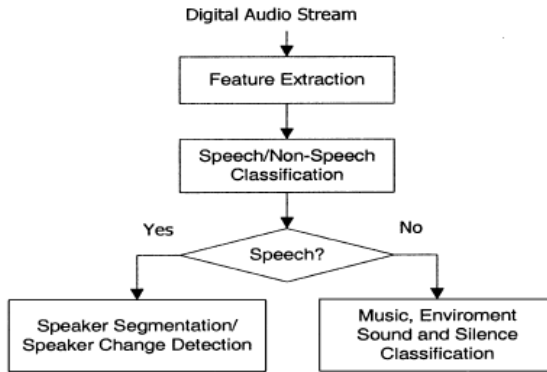 Digital Audio Stream
Feature Extraction
Speech/Non-Speech
Classification
Yes
No
Speech?
Speaker Segmentation/
Speaker Change Detection
Music, Enviroment
Sound and Silence
Classification